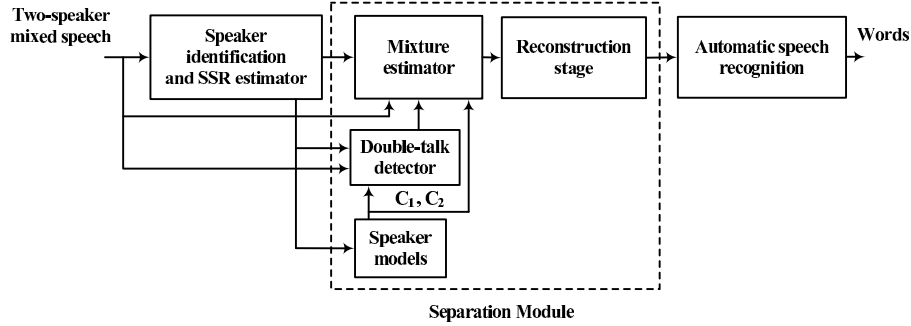 Two-speaker
mixed speech
Speaker
identification
and SSR estimator
Mixture
estimator
Reconstruction
stage
Automatic speech
recognition
Words
Double-talk
detector
C₁, C₂
Speaker
models
Separation Module